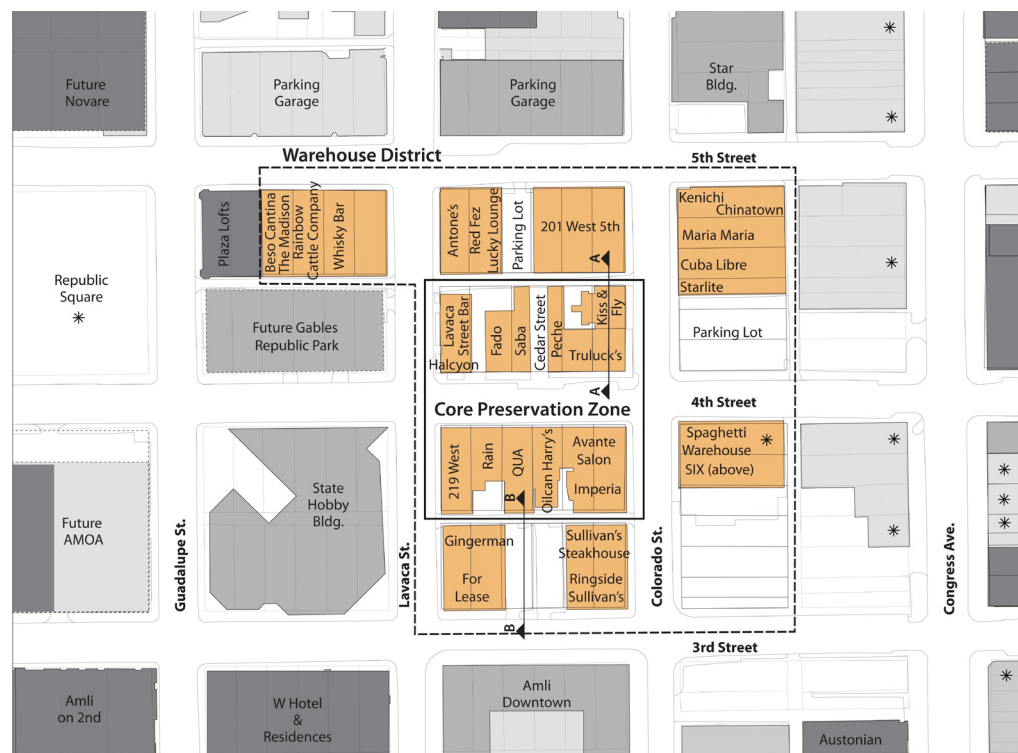 Future
Novare
Parking
Garage
Parking
Garage
Star
Bldg.
Warehouse District
5th Street
Plaza Lofts
Beso Cantina
The Madison
Rainbow
Cattle Company
Whisky Bar
Antone's
Red Fez
Lucky Lounge
Parking Lot
201 West 5th
A
Kenichi
Chinatown
Maria Maria
Cuba Libre
Starlite
Parking Lot
Republic
Square
Future Gables
Republic Park
Lavaca
Street Bar
Halcyon
Fado
Saba
Cedar Street
Peche
Kiss &
Fly
Truluck's
A
Core Preservation Zone
4th Street
219 West
Rain
QUA
B
Oilcan Harry's
Avante
Salon
Imperia
Spaghetti
Warehouse
SIX (above)
Future
AMOA
State
Hobby
Bldg.
Guadalupe St.
Lavaca St.
Colorado St.
Congress Ave.
Gingerman
For
Lease
Sullivan's
Steakhouse
Ringside
Sullivan's
B
3rd Street
Amli
on 2nd
W Hotel
&
Residences
Amli
Downtown
Austonian